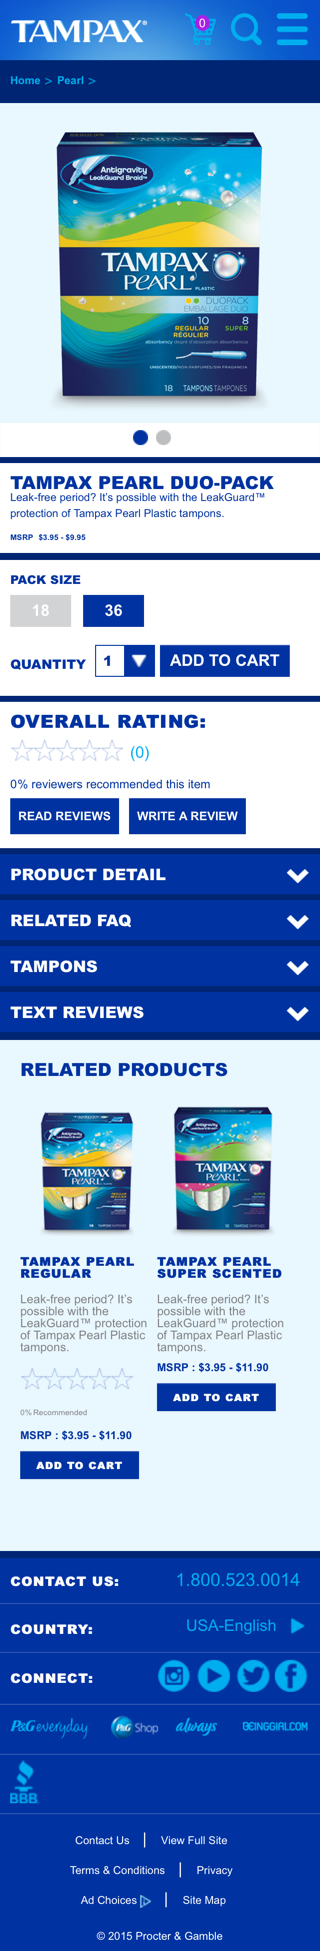 TAMPAX®
0
Home > Pearl >
Antigravity
LeakGuard Braid™
TAMPAX
PEARL®
PLASTIC
DUOPACK
EMBALLAGE DUO
10 8
REGULAR SUPER
RÉGULIER
UNSCENTED/NON PARFUMÉS/SIN FRAGANCIA
18 TAMPONS TAMPONES
TAMPAX PEARL DUO-PACK
Leak-free period? It's possible with the LeakGuard™
protection of Tampax Pearl Plastic tampons.
MSRP $3.95 - $9.95
PACK SIZE
18 36
QUANTITY 1 ADD TO CART
OVERALL RATING:
(0)
0% reviewers recommended this item
READ REVIEWS WRITE A REVIEW
PRODUCT DETAIL
RELATED FAQ
TAMPONS
TEXT REVIEWS
RELATED PRODUCTS
TAMPAX
PEARL
TAMPAX
PEARL
TAMPAX PEARL
REGULAR
Leak-free period? It's
possible with the
LeakGuard™ protection
of Tampax Pearl Plastic
tampons.
0% Recommended
MSRP : $3.95 - $11.90
ADD TO CART
TAMPAX PEARL
SUPER SCENTED
Leak-free period? It's
possible with the
LeakGuard™ protection
of Tampax Pearl Plastic
tampons.
MSRP : $3.95 - $11.90
ADD TO CART
CONTACT US: 1.800.523.0014
COUNTRY: USA-English
CONNECT:
P&G everyday P&G Shop always BEINGGIRL.COM
BBB
Contact Us | View Full Site
Terms & Conditions | Privacy
Ad Choices | Site Map
© 2015 Procter & Gamble